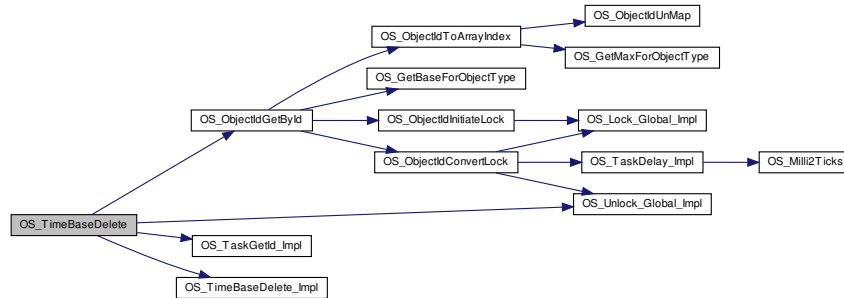 OS_ObjectIdUnMap
OS_ObjectIdToArrayIndex
OS_GetMaxForObjectType
OS_GetBaseForObjectType
OS_ObjectIdGetById
OS_ObjectIdInitiateLock
OS_Lock_Global_Impl
OS_ObjectIdConvertLock
OS_TaskDelay_Impl
OS_Milli2Ticks
OS_Unlock_Global_Impl
OS_TimeBaseDelete
OS_TaskGetId_Impl
OS_TimeBaseDelete_Impl